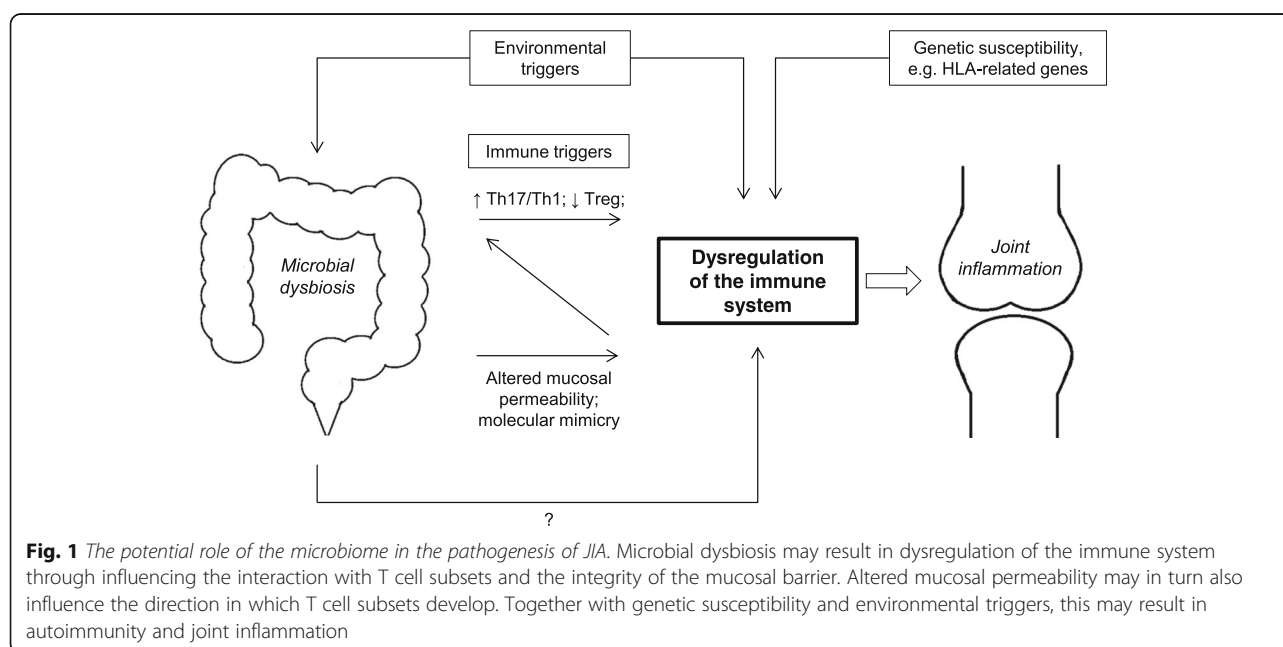 Environmental
triggers
Genetic susceptibility,
e.g. HLA-related genes
Immune triggers
↑ Th17/Th1; ↓ Treg;
Microbial
dysbiosis
Dysregulation
of the immune
system
Joint
inflammation
Altered mucosal
permeability;
molecular mimicry
?
Fig. 1 The potential role of the microbiome in the pathogenesis of JIA. Microbial dysbiosis may result in dysregulation of the immune system
through influencing the interaction with T cell subsets and the integrity of the mucosal barrier. Altered mucosal permeability may in turn also
influence the direction in which T cell subsets develop. Together with genetic susceptibility and environmental triggers, this may result in
autoimmunity and joint inflammation